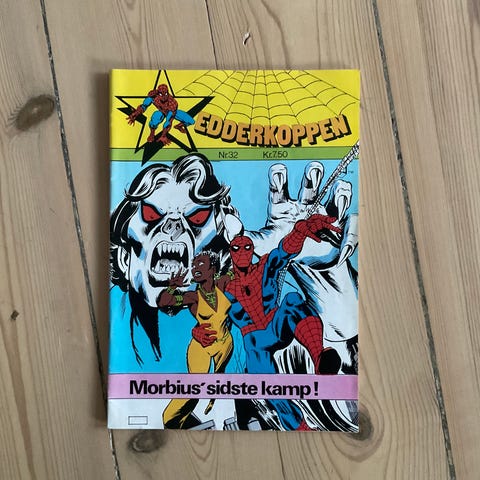 EDDERKOPPEN
Nr.32 Kr.7.50
Morbius' sidste kamp!